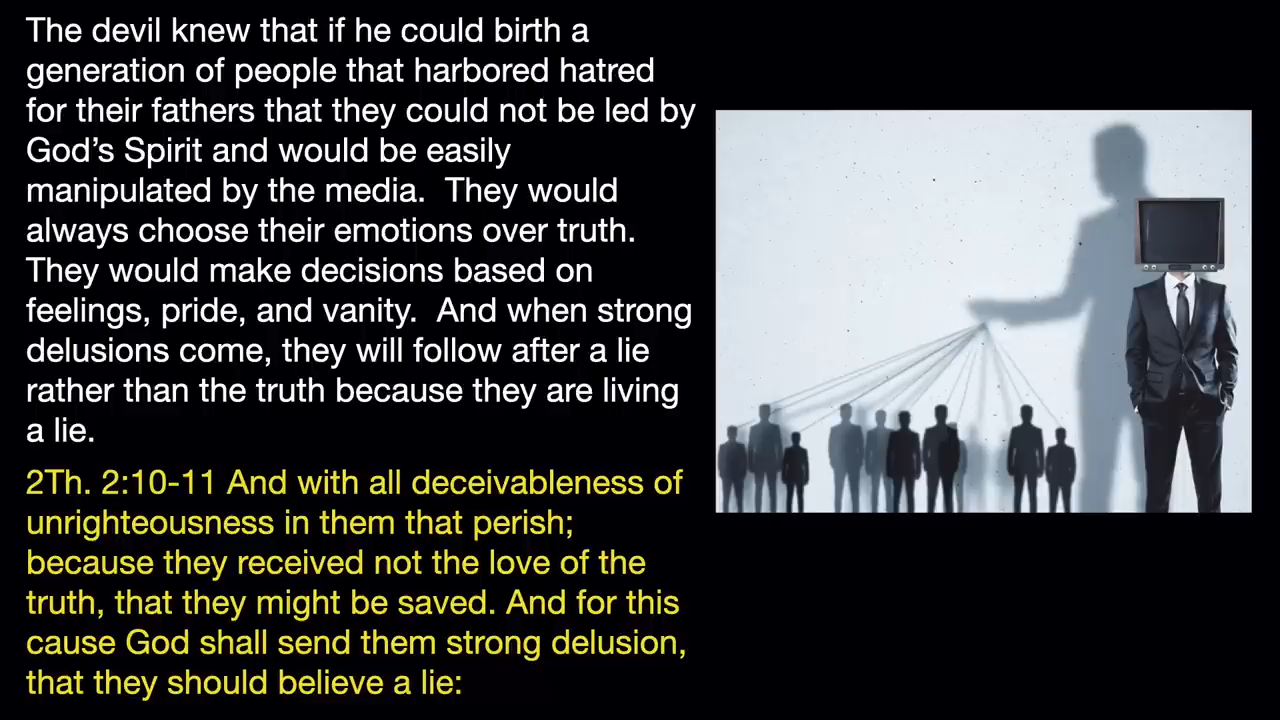 The devil knew that if he could birth a
generation of people that harbored hatred
for their fathers that they could not be led by
God’s Spirit and would be easily
manipulated by the media.  They would
always choose their emotions over truth.
They would make decisions based on
feelings, pride, and vanity.  And when strong
delusions come, they will follow after a lie
rather than the truth because they are living
a lie.
2Th. 2:10-11 And with all deceivableness of
unrighteousness in them that perish;
because they received not the love of the
truth, that they might be saved. And for this
cause God shall send them strong delusion,
that they should believe a lie: